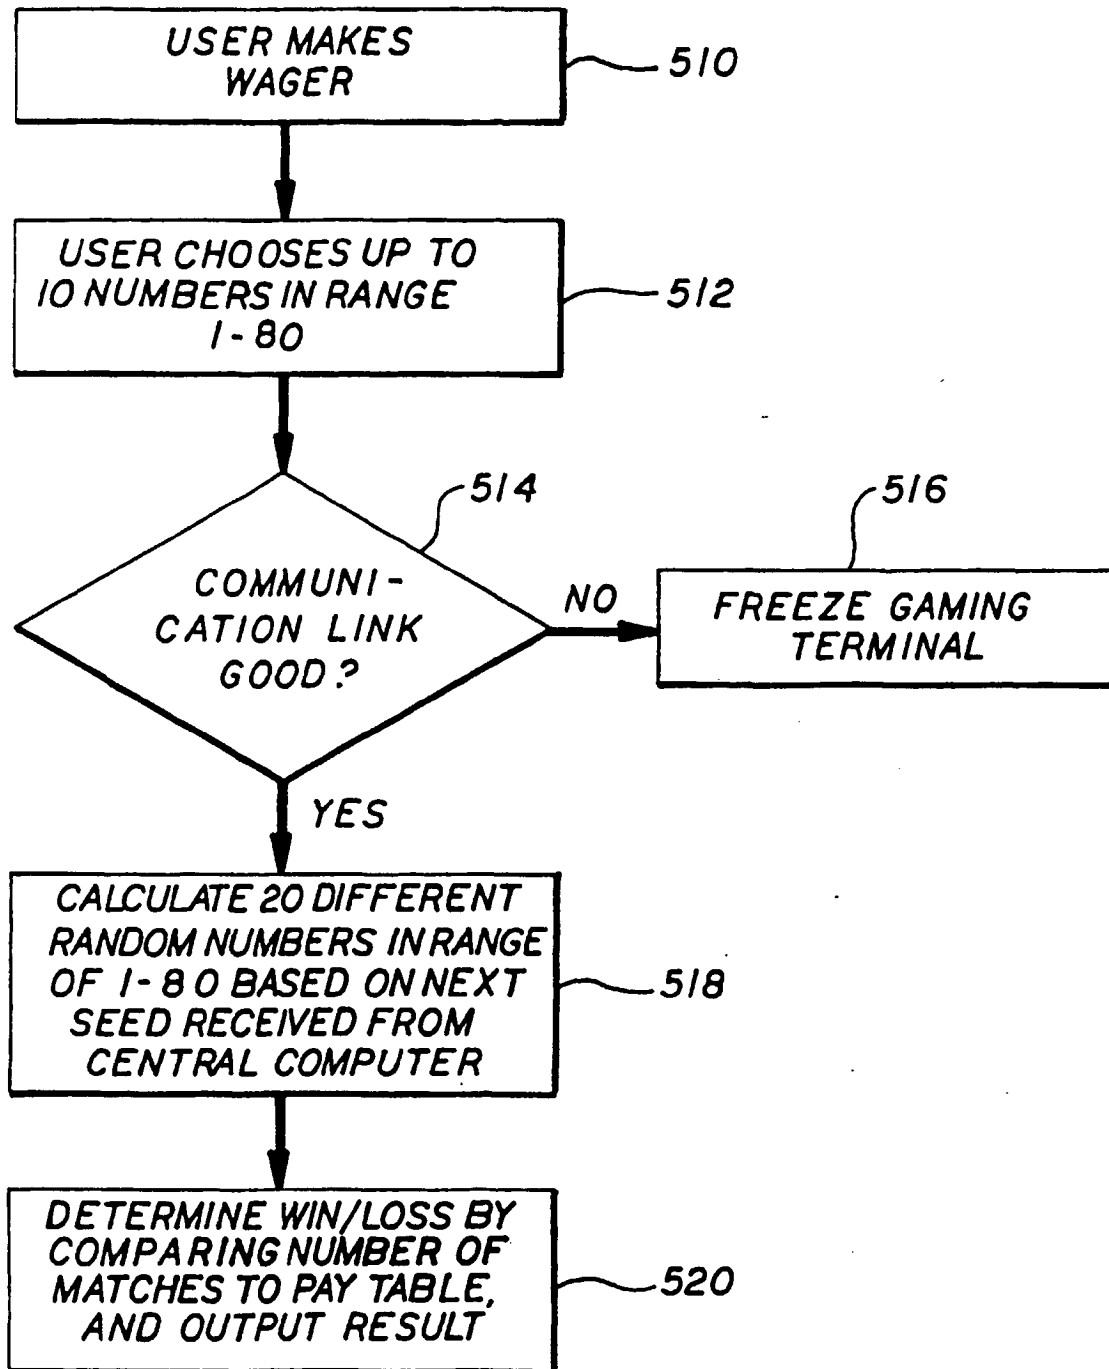 USER MAKES
WAGER
510
USER CHOOSES UP TO
10 NUMBERS IN RANGE
1-80
512
514
COMMUNI-
CATION LINK
GOOD?
NO
516
FREEZE GAMING
TERMINAL
YES
CALCULATE 20 DIFFERENT
RANDOM NUMBERS IN RANGE
OF 1-80 BASED ON NEXT
SEED RECEIVED FROM
CENTRAL COMPUTER
518
DETERMINE WIN/LOSS BY
COMPARING NUMBER OF
MATCHES TO PAY TABLE,
AND OUTPUT RESULT
520